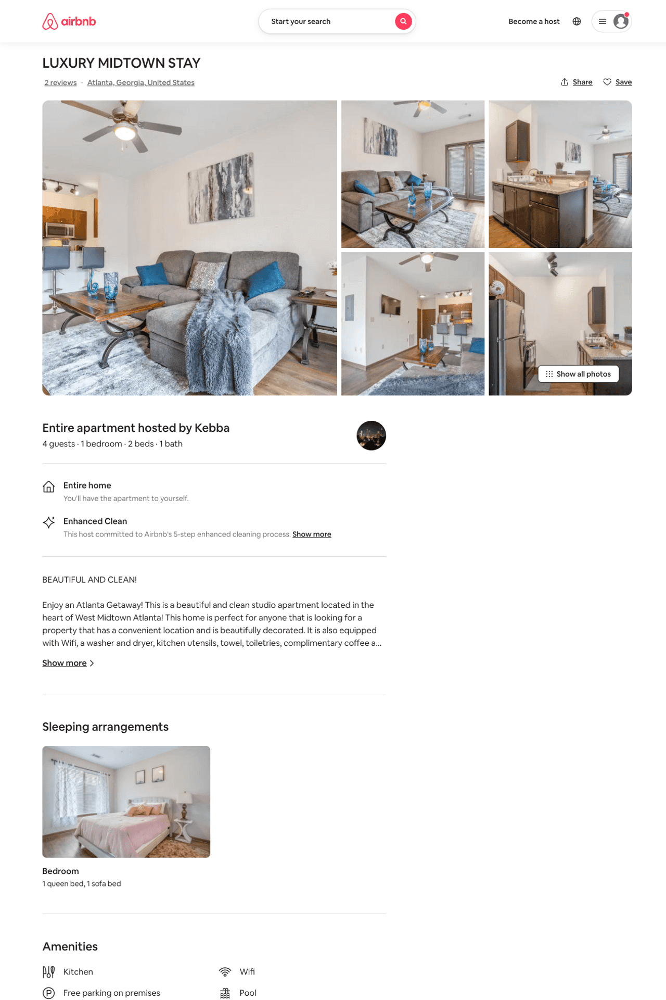 airbnb
Start your search
Become a host
LUXURY MIDTOWN STAY
2 reviews · Atlanta, Georgia, United States
Share
Save
Show all photos
Entire apartment hosted by Kebba
4 guests · 1 bedroom · 2 beds · 1 bath
Entire home
You'll have the apartment to yourself.
Enhanced Clean
This host committed to Airbnb's 5-step enhanced cleaning process. Show more
BEAUTIFUL AND CLEAN!
Enjoy an Atlanta Getaway! This is a beautiful and clean studio apartment located in the
heart of West Midtown Atlanta! This home is perfect for anyone that is looking for a
property that has a convenient location and is beautifully decorated. It is also equipped
with Wifi, a washer and dryer, kitchen utensils, towel, toiletries, complimentary coffee a...
Show more
Sleeping arrangements
Bedroom
1 queen bed, 1 sofa bed
Amenities
Kitchen
Wifi
Free parking on premises
Pool